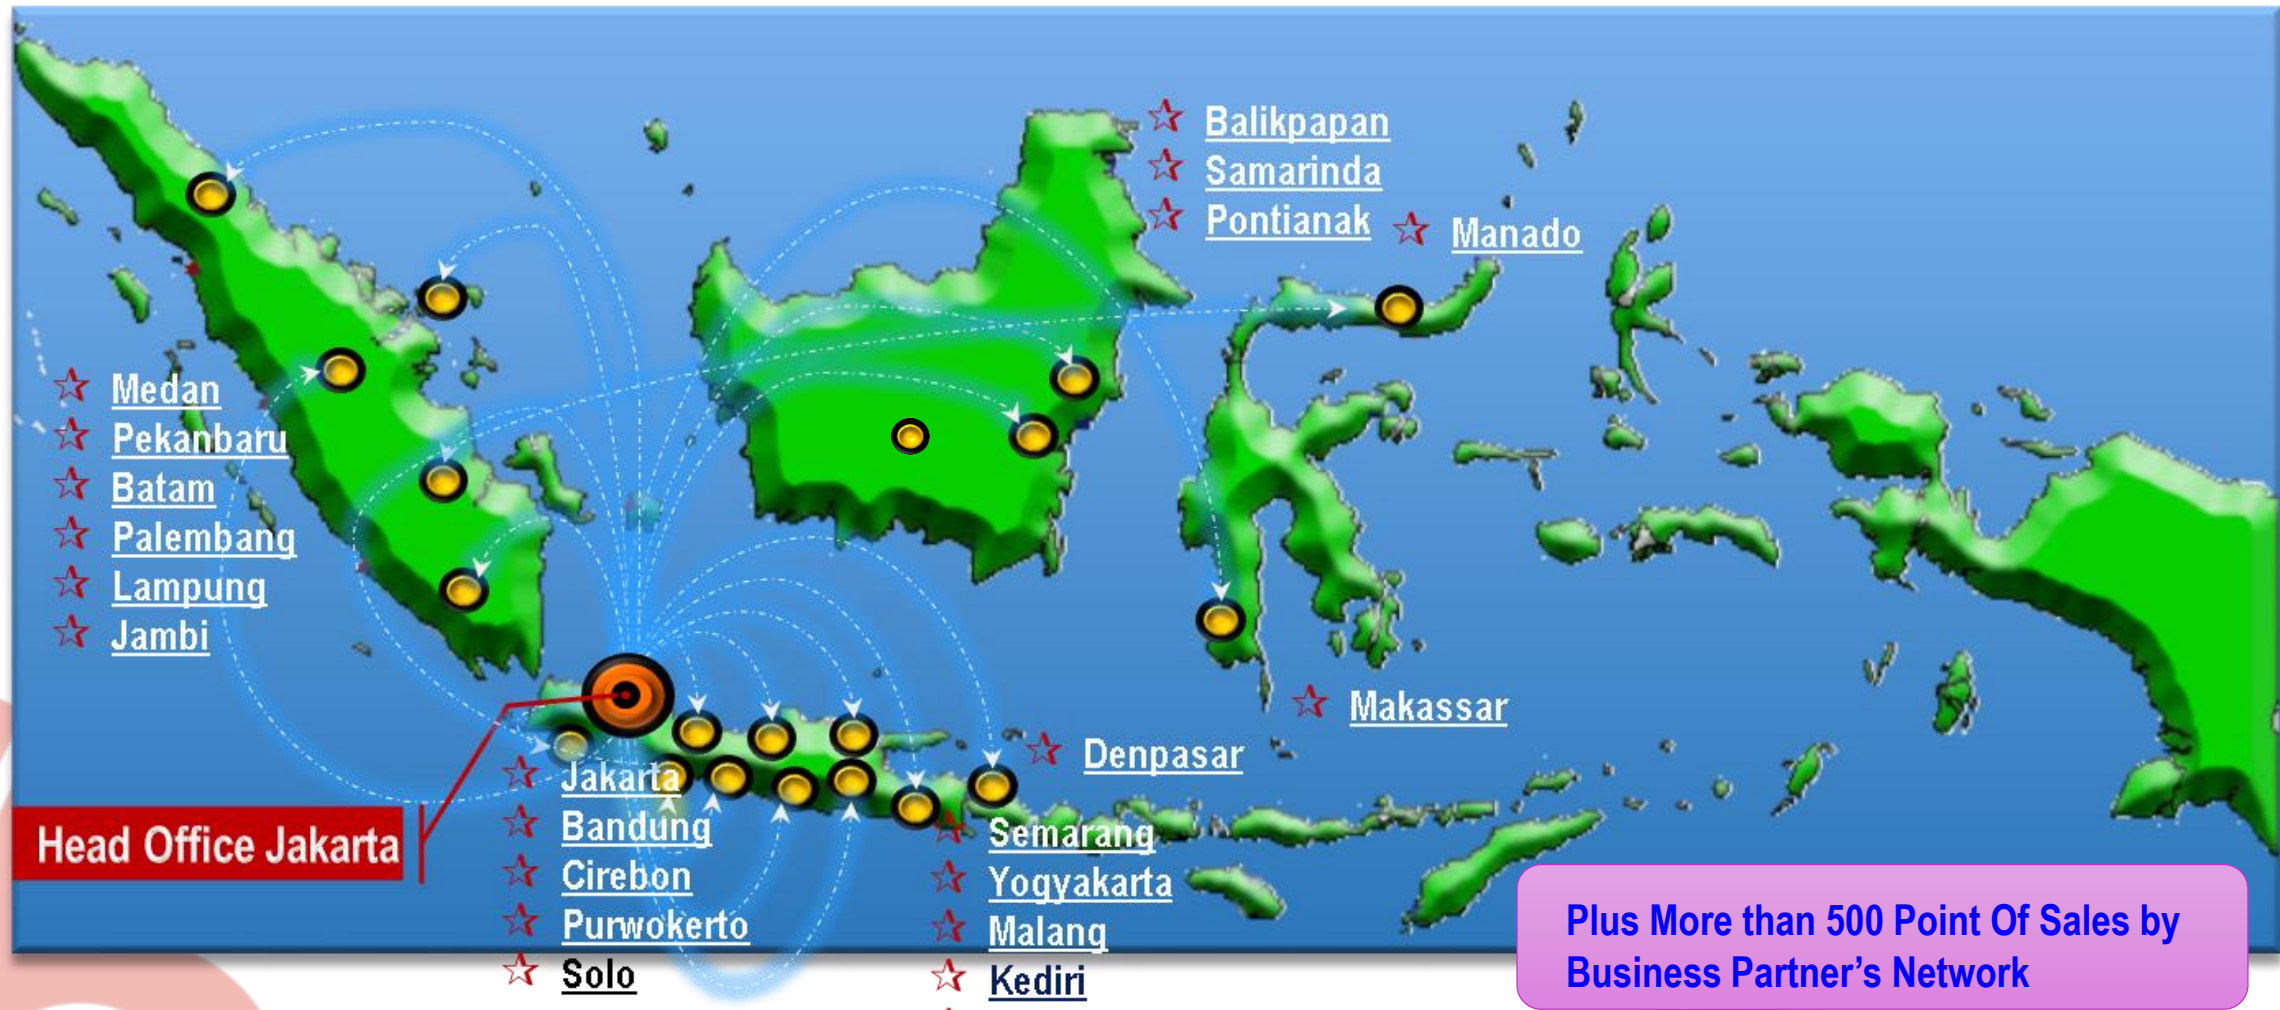 Balikpapan
Samarinda
Pontianak
Manado
Medan
Pekanbaru
Batam
Palembang
Lampung
Jambi
Makassar
Denpasar
Head Office Jakarta
Jakarta
Bandung
Cirebon
Purwokerto
Solo
Semarang
Yogyakarta
Malang
Kediri
Plus More than 500 Point Of Sales by
Business Partner’s Network